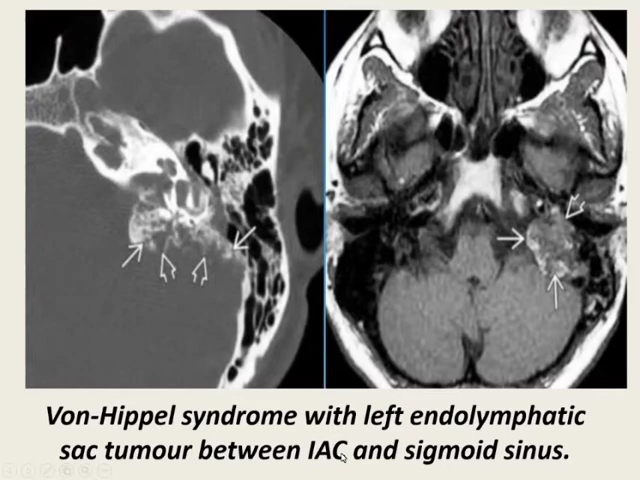 Von-Hippel syndrome with left endolymphatic
sac tumour between IAC and sigmoid sinus.